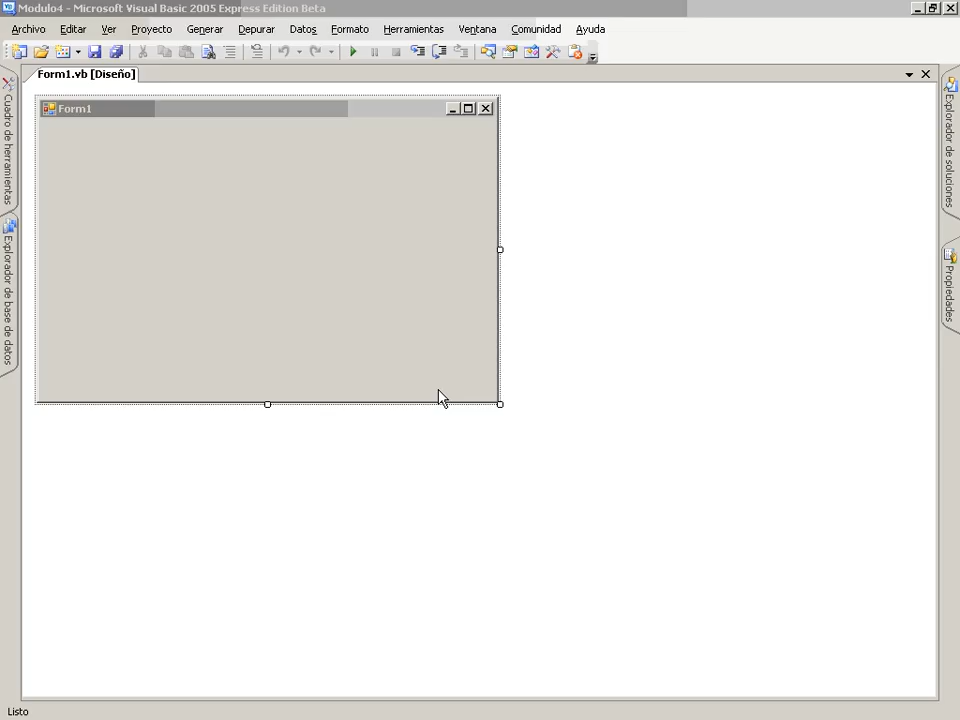 Modulo4 - Microsoft Visual Basic 2005 Express Edition Beta
Archivo Editar Ver Proyecto Generar Depurar Datos Formato Herramientas Ventana Comunidad Ayuda
Form1.vb [Diseño]
Form1
Cuadro de herramientas
Explorador de base de datos
Explorador de soluciones
Propiedades
Listo